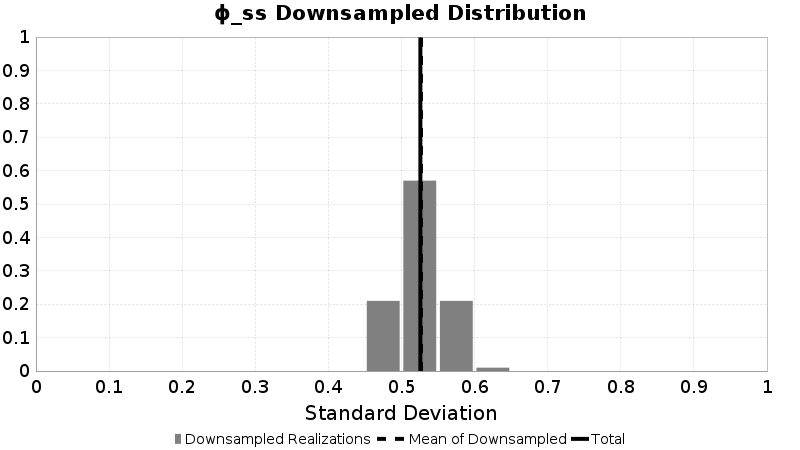 ϕ_ss Downsampled Distribution
1
0.9
0.8
0.7
0.6
0.5
0.4
0.3
0.2
0.1
0
0 0.1 0.2 0.3 0.4 0.5 0.6 0.7 0.8 0.9 1
Standard Deviation
Downsampled Realizations Mean of Downsampled Total